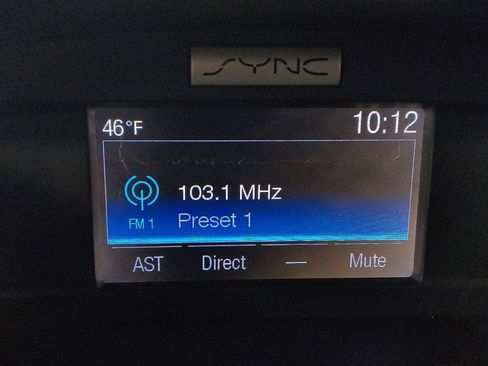 SYNC
46°F 10:12
103.1 MHz
FM 1 Preset 1
AST Direct — Mute